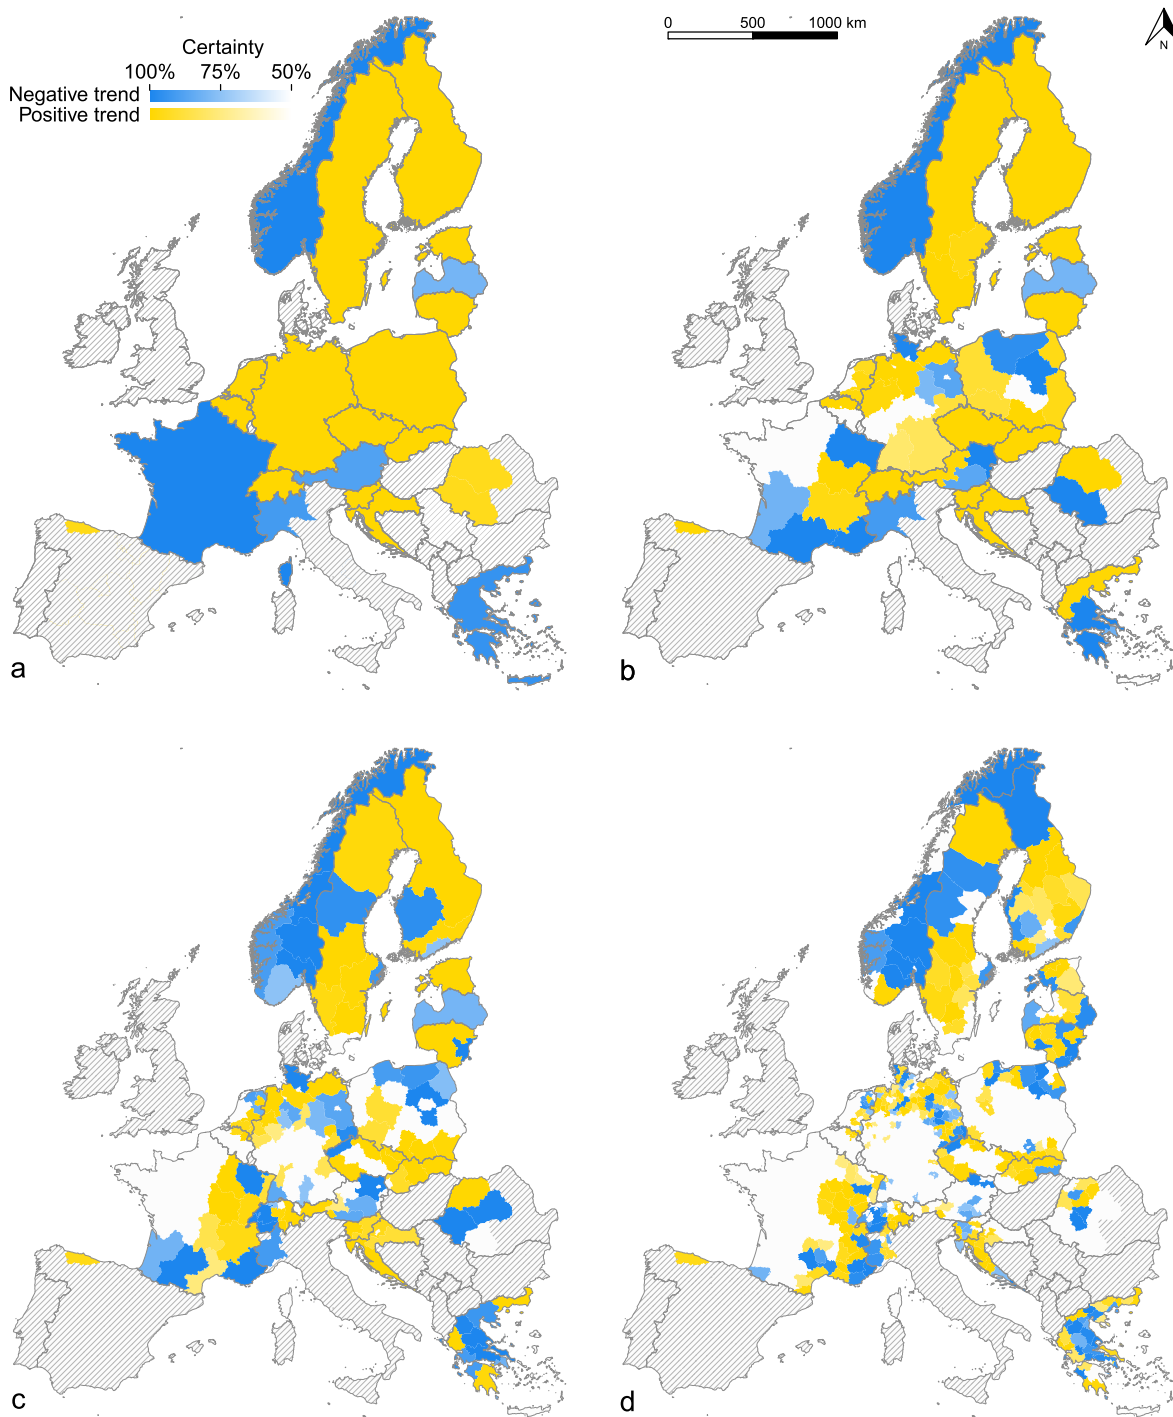 Certainty
100% 75% 50%
Negative trend
Positive trend
0 500 1000 km
N
a
b
c
d